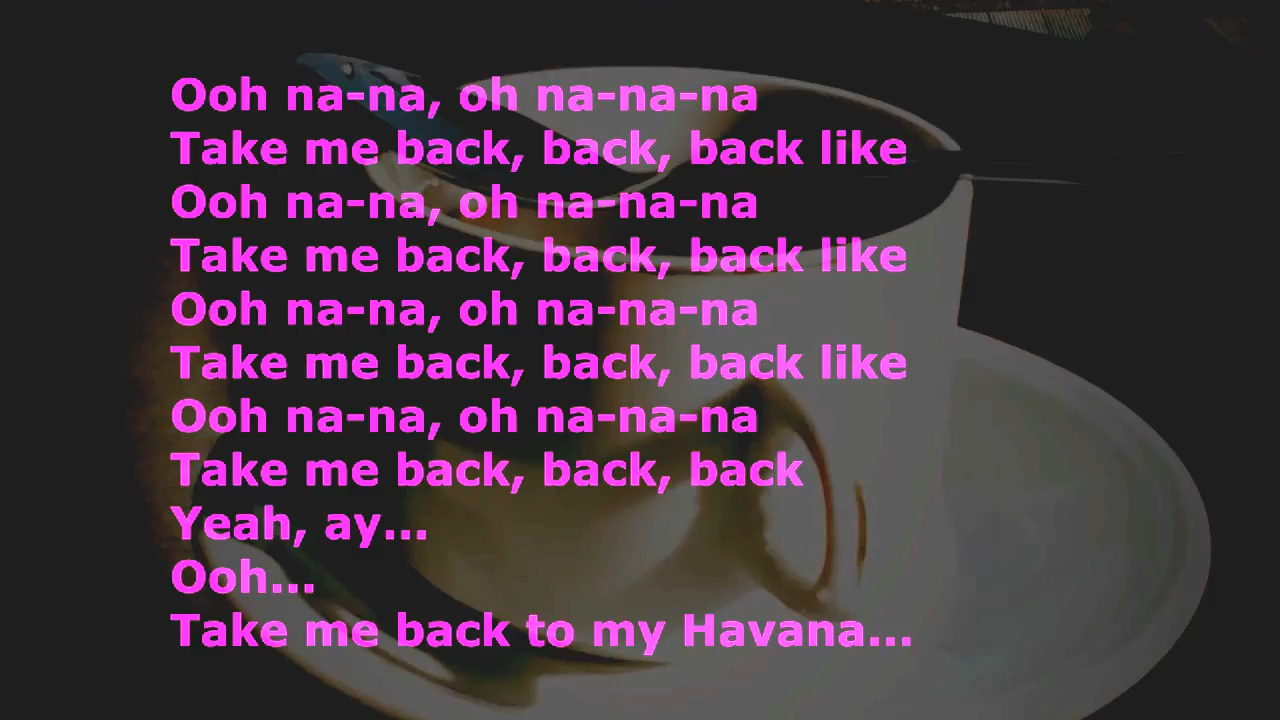 Ooh na-na, oh na-na-na
Take me back, back, back like
Ooh na-na, oh na-na-na
Take me back, back, back like
Ooh na-na, oh na-na-na
Take me back, back, back like
Ooh na-na, oh na-na-na
Take me back, back, back
Yeah, ay...
Ooh...
Take me back to my Havana...